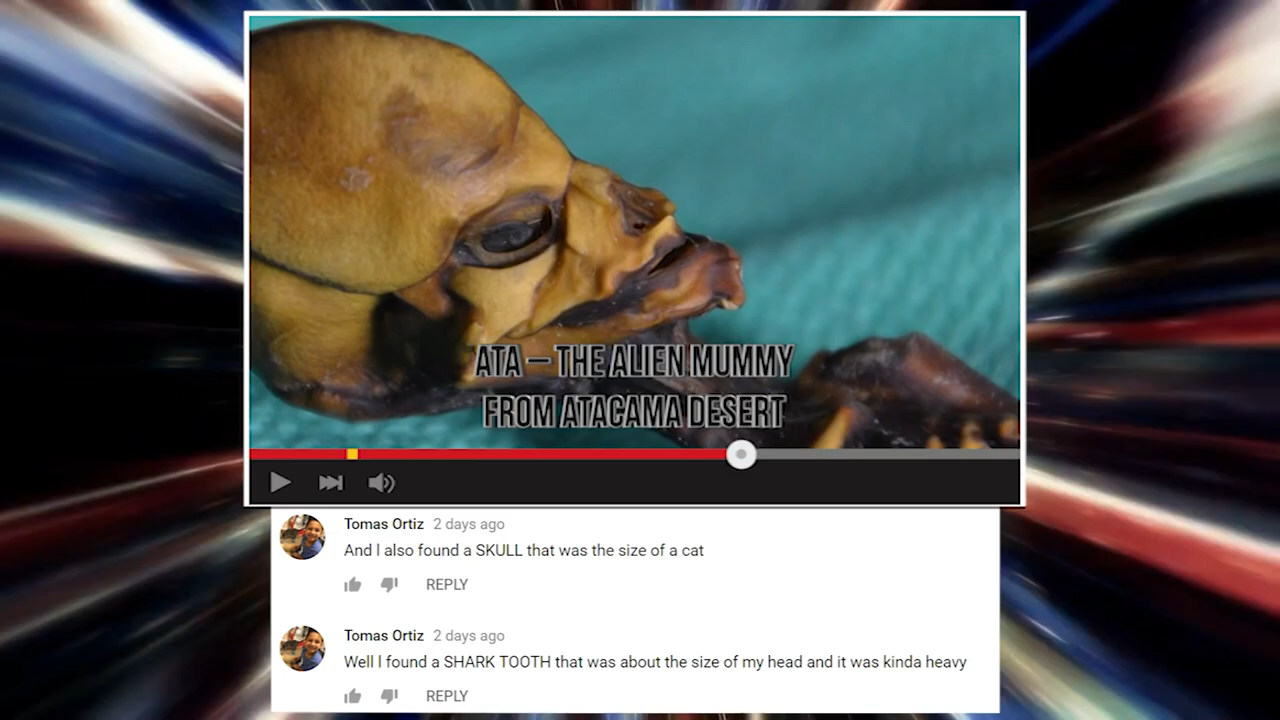 ATA – THE ALIEN MUMMY
FROM ATACAMA DESERT
Tomas Ortiz 2 days ago
And I also found a SKULL that was the size of a cat
REPLY
Tomas Ortiz 2 days ago
Well I found a SHARK TOOTH that was about the size of my head and it was kinda heavy
REPLY